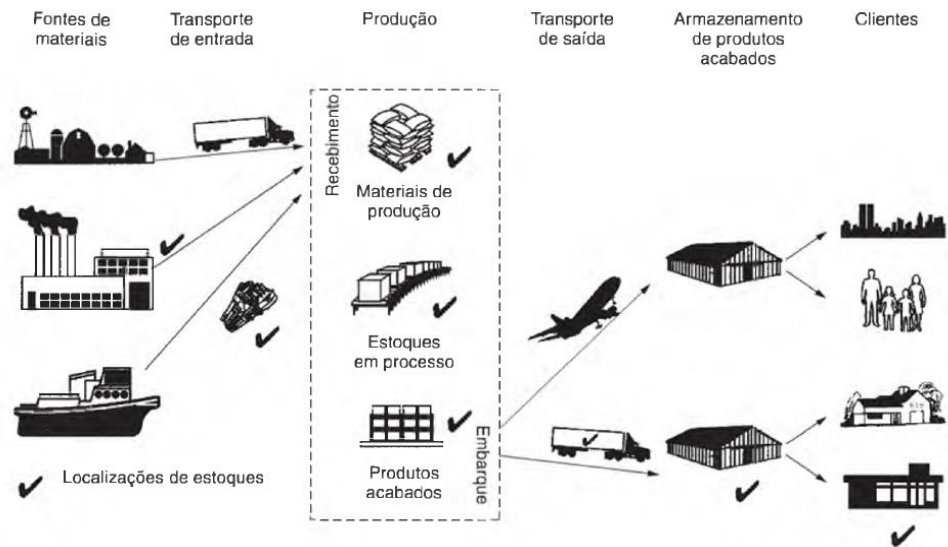 Fontes de
materiais
Transporte
de entrada
Produção
Transporte
de saída
Armazenamento
de produtos
acabados
Clientes
Recebimento
Materiais de
produção
Estoques
em processo
Produtos
acabados
Embarque
Localizações de estoques